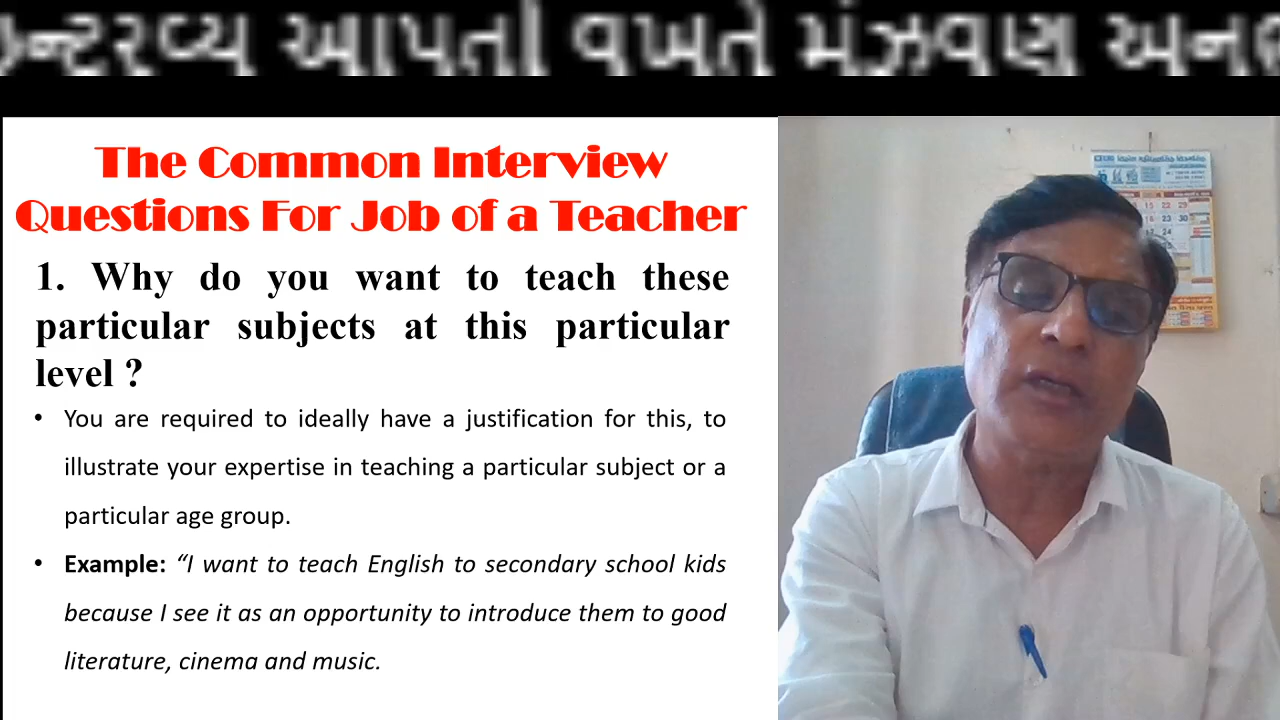 આપતી વખતે મંઝવણ
The Common Interview
Questions For Job of a Teacher
1. Why do you want to teach these
particular subjects at this particular
level ?
• You are required to ideally have a justification for this, to
illustrate your expertise in teaching a particular subject or a
particular age group.
• Example: “I want to teach English to secondary school kids
because I see it as an opportunity to introduce them to good
literature, cinema and music.